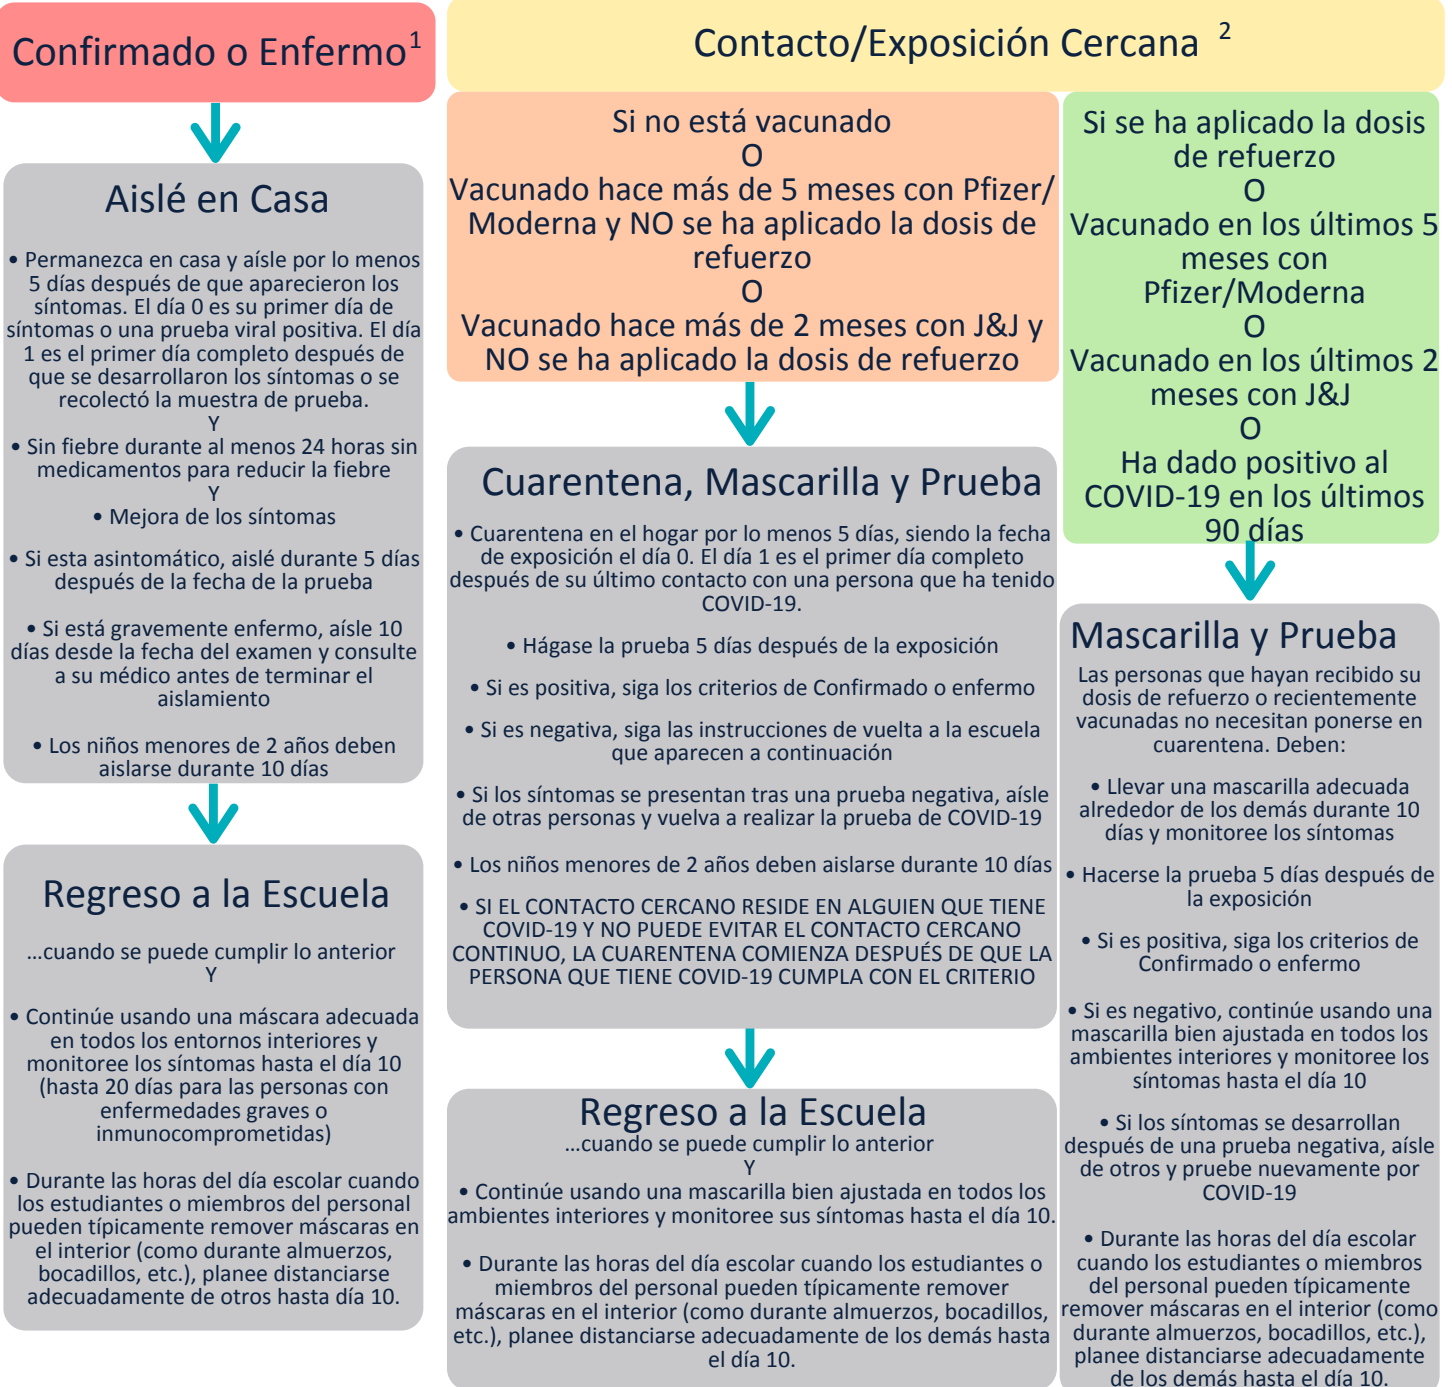 Confirmado o Enfermo1
Aislé en Casa
• Permanezca en casa y aísle por lo menos
5 días después de que aparecieron los
síntomas. El día 0 es su primer día de
síntomas o una prueba viral positiva. El día
1 es el primer día completo después de
que se desarrollaron los síntomas o se
recolectó la muestra de prueba.
Y
• Sin fiebre durante al menos 24 horas sin
medicamentos para reducir la fiebre
Y
• Mejora de los síntomas
• Si esta asintomático, aislé durante 5 días
después de la fecha de la prueba
• Si está gravemente enfermo, aísle 10
días desde la fecha del examen y consulte
a su médico antes de terminar el
aislamiento
• Los niños menores de 2 años deben
aislarse durante 10 días
Regreso a la Escuela
...cuando se puede cumplir lo anterior
Y
• Continúe usando una máscara adecuada
en todos los entornos interiores y
monitoree los síntomas hasta el día 10
(hasta 20 días para las personas con
enfermedades graves o
inmunocomprometidas)
• Durante las horas del día escolar cuando
los estudiantes o miembros del personal
pueden típicamente remover máscaras en
el interior (como durante almuerzos,
bocadillos, etc.), planee distanciarse
adecuadamente de otros hasta día 10.
Contacto/Exposición Cercana 2
Si no está vacunado
O
Vacunado hace más de 5 meses con Pfizer/
Moderna y NO se ha aplicado la dosis de
refuerzo
O
Vacunado hace más de 2 meses con J&J y
NO se ha aplicado la dosis de refuerzo
Cuarentena, Mascarilla y Prueba
• Cuarentena en el hogar por lo menos 5 días, siendo la fecha
de exposición el día 0. El día 1 es el primer día completo
después de su último contacto con una persona que ha tenido
COVID-19.
• Hágase la prueba 5 días después de la exposición
• Si es positiva, siga los criterios de Confirmado o enfermo
• Si es negativa, siga las instrucciones de vuelta a la escuela
que aparecen a continuación
• Si los síntomas se presentan tras una prueba negativa, aísle
de otras personas y vuelva a realizar la prueba de COVID-19
• Los niños menores de 2 años deben aislarse durante 10 días
• SI EL CONTACTO CERCANO RESIDE EN ALGUIEN QUE TIENE
COVID-19 Y NO PUEDE EVITAR EL CONTACTO CERCANO
CONTINUO, LA CUARENTENA COMIENZA DESPUÉS DE QUE LA
PERSONA QUE TIENE COVID-19 CUMPLA CON EL CRITERIO
Regreso a la Escuela
...cuando se puede cumplir lo anterior
Y
• Continúe usando una mascarilla bien ajustada en todos los
ambientes interiores y monitoree sus síntomas hasta el día 10.
• Durante las horas del día escolar cuando los estudiantes o
miembros del personal pueden típicamente remover
máscaras en el interior (como durante almuerzos, bocadillos,
etc.), planee distanciarse adecuadamente de los demás hasta
el día 10.
Si se ha aplicado la dosis
de refuerzo
O
Vacunado en los últimos 5
meses con
Pfizer/Moderna
O
Vacunado en los últimos 2
meses con J&J
O
Ha dado positivo al
COVID-19 en los últimos
90 días
Mascarilla y Prueba
Las personas que hayan recibido su
dosis de refuerzo o recientemente
vacunadas no necesitan ponerse en
cuarentena. Deben:
• Llevar una mascarilla adecuada
alrededor de los demás durante 10
días y monitoree los síntomas
• Hacerse la prueba 5 días después de
la exposición
• Si es positiva, siga los criterios de
Confirmado o enfermo
• Si es negativo, continúe usando una
mascarilla bien ajustada en todos los
ambientes interiores y monitoree los
síntomas hasta el día 10
• Si los síntomas se desarrollan
después de una prueba negativa, aísle
de otros y pruebe nuevamente por
COVID-19
• Durante las horas del día escolar
cuando los estudiantes o miembros
del personal pueden típicamente
remover máscaras en el interior (como
durante almuerzos, bocadillos, etc.),
planee distanciarse adecuadamente
de los demás hasta el día 10.